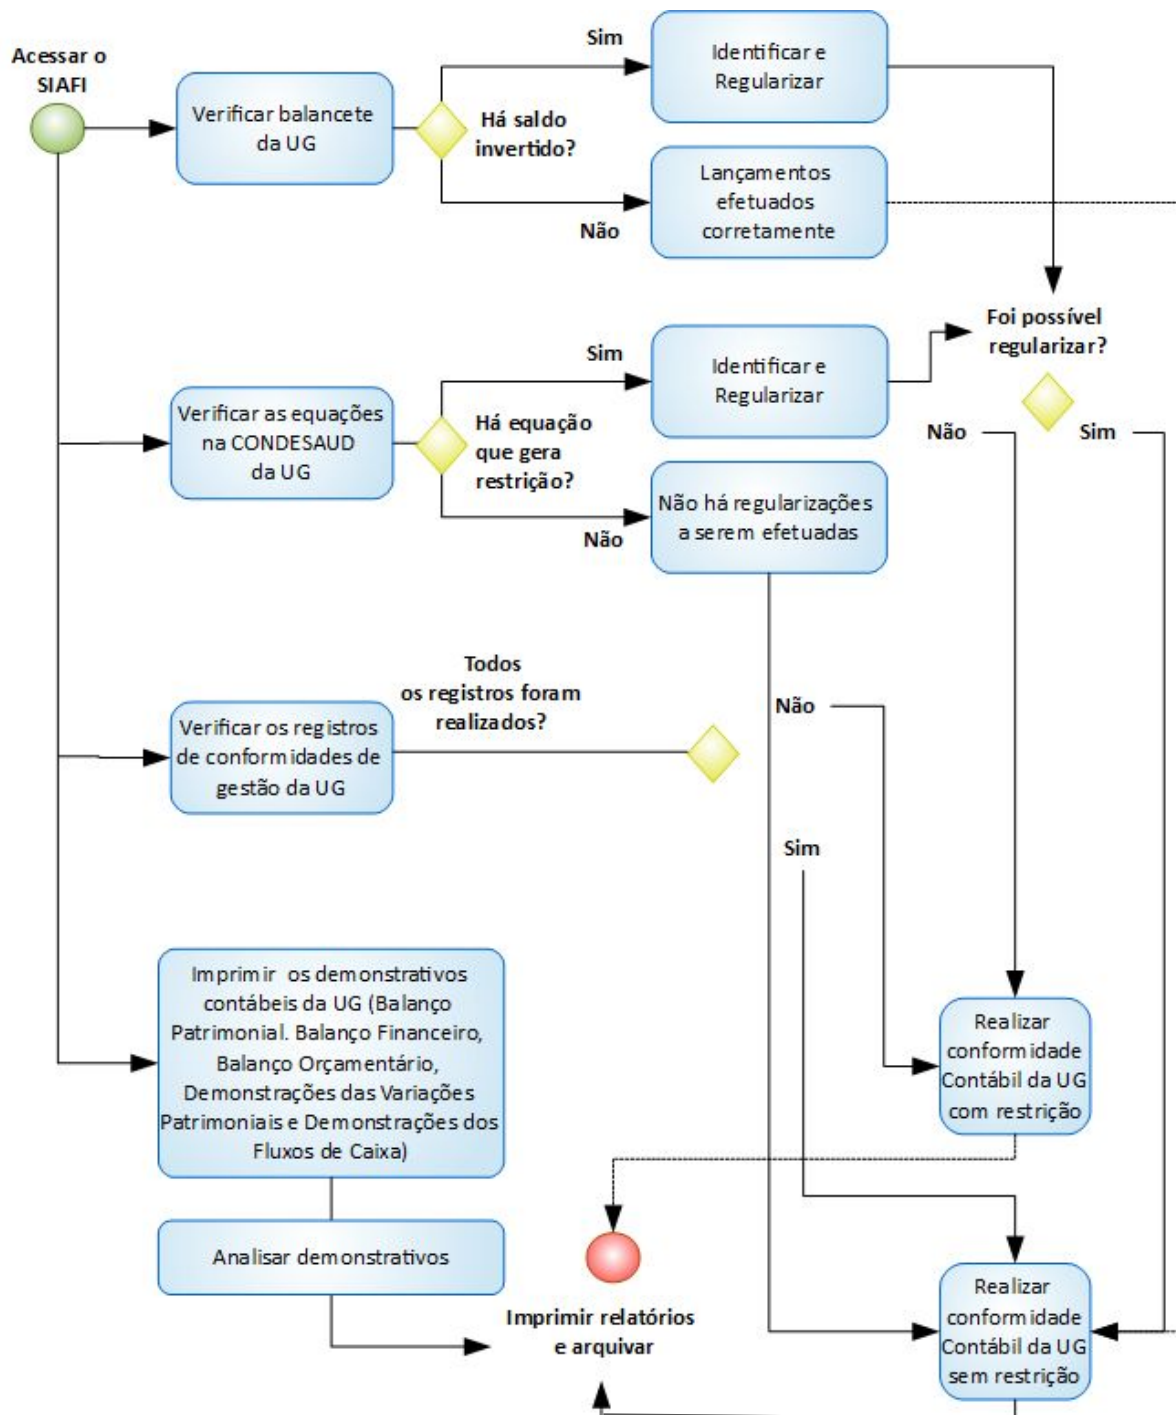 Acessar o
SIAFI
Verificar balancete
da UG
Há saldo
invertido?
Sim
Identificar e
Regularizar
Não
Lançamentos
efetuados
corretamente
Foi possível
regularizar?
Não
Sim
Verificar as equações
na CONDESAUD
da UG
Há equação
que gera
restrição?
Sim
Identificar e
Regularizar
Não
Não há regularizações
a serem efetuadas
Verificar os registros
de conformidades de
gestão da UG
Todos
os registros foram
realizados?
Não
Sim
Imprimir os demonstrativos
contábeis da UG (Balanço
Patrimonial. Balanço Financeiro,
Balanço Orçamentário,
Demonstrações das Variações
Patrimoniais e Demonstrações dos
Fluxos de Caixa)
Analisar demonstrativos
Realizar
conformidade
Contábil da UG
com restrição
Imprimir relatórios
e arquivar
Realizar
conformidade
Contábil da UG
sem restrição